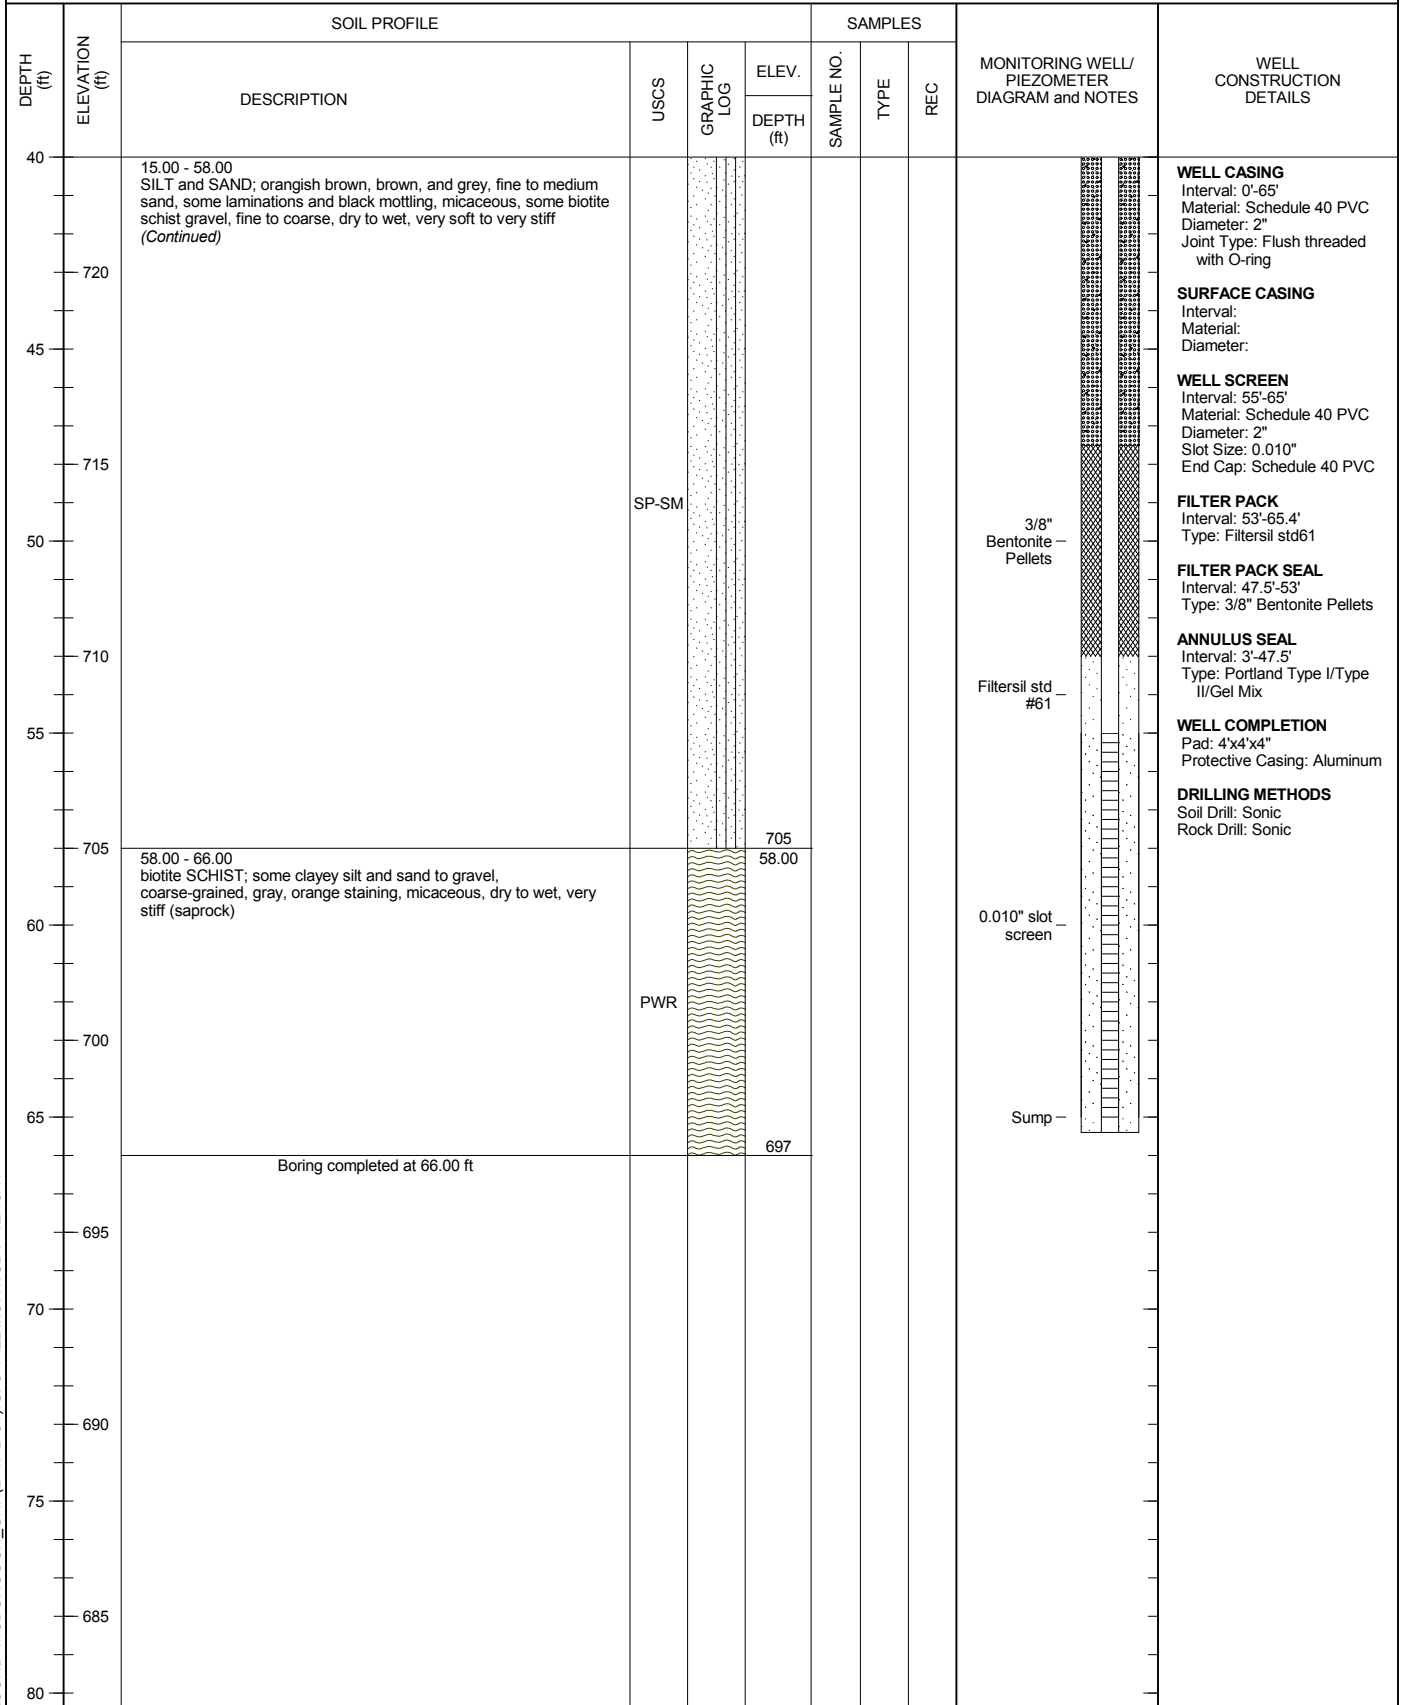 SOIL PROFILE
SAMPLES
DEPTH
(ft)
ELEVATION
(ft)
DESCRIPTION
USCS
GRAPHIC
LOG
ELEV.
DEPTH
(ft)
SAMPLE NO.
TYPE
REC
MONITORING WELL/
PIEZOMETER
DIAGRAM and NOTES
WELL
CONSTRUCTION
DETAILS
40
45
50
55
60
65
70
75
80
720
715
710
705
700
695
690
685
15.00 - 58.00
SILT and SAND; orangish brown, brown, and grey, fine to medium
sand, some laminations and black mottling, micaceous, some biotite
schist gravel, fine to coarse, dry to wet, very soft to very stiff
(Continued)
SP-SM
705
58.00 - 66.00
58.00
biotite SCHIST; some clayey silt and sand to gravel,
coarse-grained, gray, orange staining, micaceous, dry to wet, very
stiff (saprock)
PWR
697
Boring completed at 66.00 ft
3/8"
Bentonite
Pellets
Filtersil std
#61
0.010" slot
screen
Sump
WELL CASING
Interval: 0'-65'
Material: Schedule 40 PVC
Diameter: 2"
Joint Type: Flush threaded
with O-ring
SURFACE CASING
Interval:
Material:
Diameter:
WELL SCREEN
Interval: 55'-65'
Material: Schedule 40 PVC
Diameter: 2"
Slot Size: 0.010"
End Cap: Schedule 40 PVC
FILTER PACK
Interval: 53'-65.4'
Type: Filtersil std61
FILTER PACK SEAL
Interval: 47.5'-53'
Type: 3/8" Bentonite Pellets
ANNULUS SEAL
Interval: 3'-47.5'
Type: Portland Type I/Type
II/Gel Mix
WELL COMPLETION
Pad: 4'x4'x4"
Protective Casing: Aluminum
DRILLING METHODS
Soil Drill: Sonic
Rock Drill: Sonic